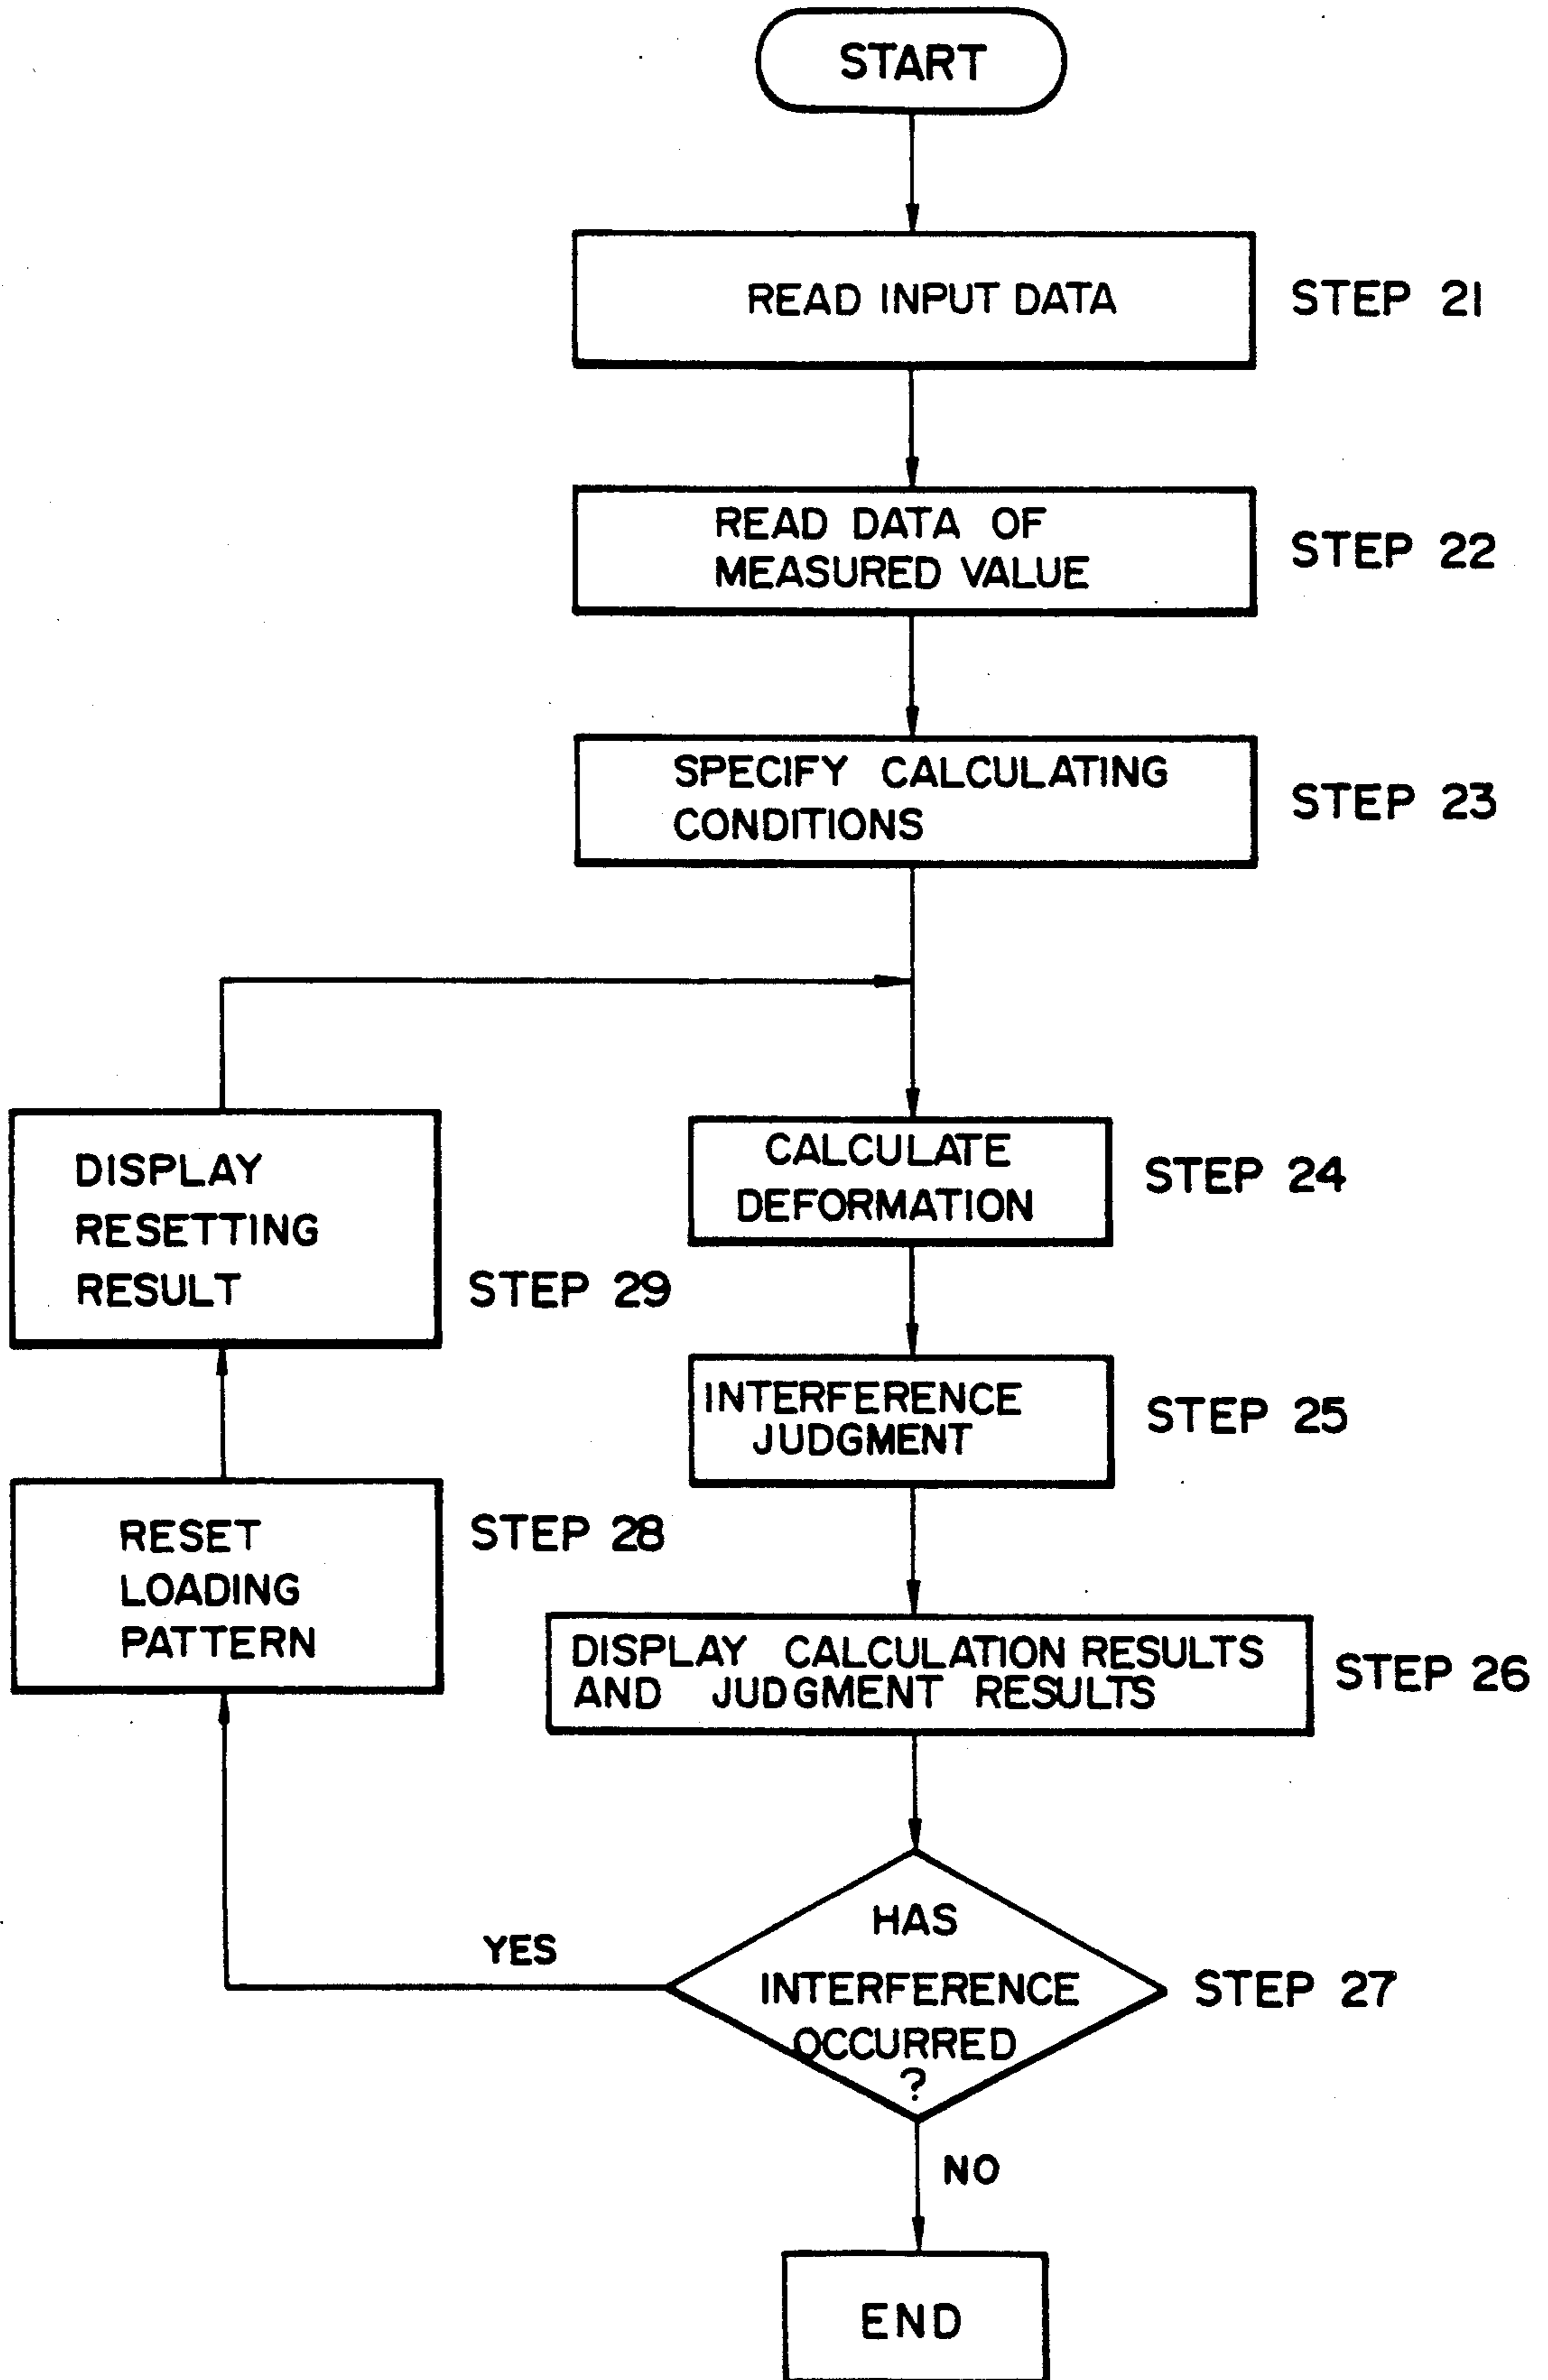 START
READ INPUT DATA
STEP 21
READ DATA OF
MEASURED VALUE
STEP 22
SPECIFY CALCULATING
CONDITIONS
STEP 23
CALCULATE
DEFORMATION
STEP 24
DISPLAY
RESETTING
RESULT
STEP 29
INTERFERENCE
JUDGMENT
STEP 25
RESET
LOADING
PATTERN
STEP 28
DISPLAY CALCULATION RESULTS
AND JUDGMENT RESULTS
STEP 26
HAS
INTERFERENCE
OCCURRED
?
STEP 27
YES
NO
END